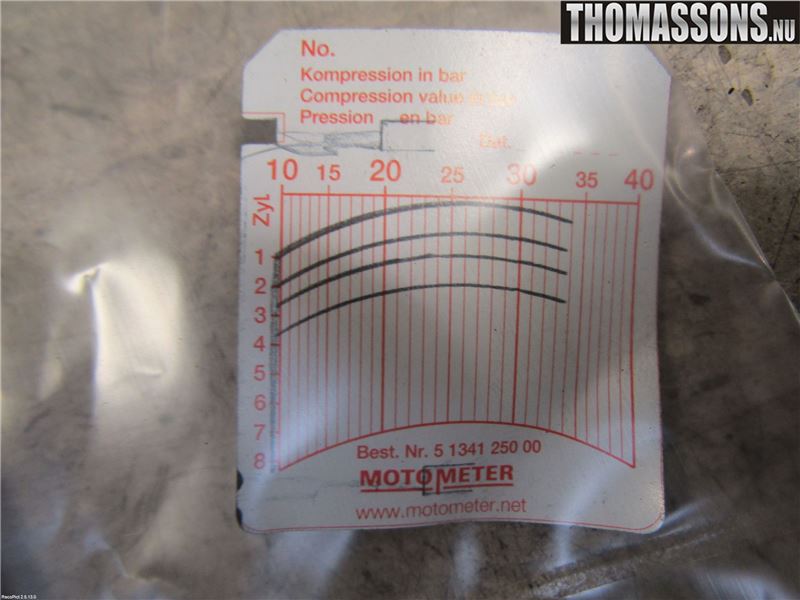 THOMASSONS.NU
No.
Kompression in bar
Compression value in bar
Pression en bar
Dat.
10 15 20 25 30 35 40
Zyl.
1
2
3
4
5
6
7
8
Best. Nr. 5 1341 250 00
MOTOMETER
www.motometer.net